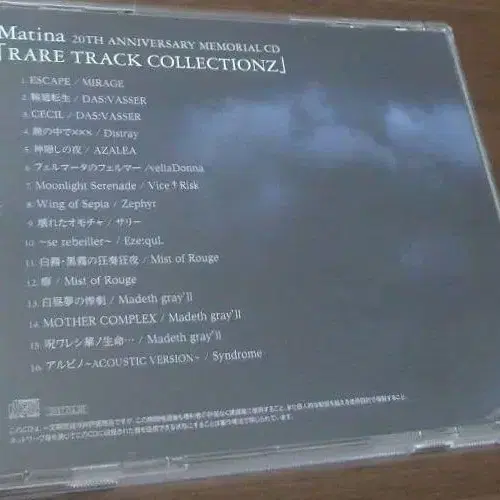 Matina 20TH ANNIVERSARY MEMORIAL CD
「RARE TRACK COLLECTIONZ」
1. ESCAPE / MIRAGE
2. 輪廻転生 / DAS:VASSER
3. CECIL / DAS:VASSER
4. の中で××× / Distray
5. 神隠しの夜 / AZALEA
6. フェルマータのフェルマー / vellaDonna
7. Moonlight Serenade / Vice†Risk
8. Wing of Sepia / Zephyt
9. 壊れたオモチャ / サリー
10. ~se rebeiller~ / Eze:quL
11. 白霧・黒霧の狂奏狂夜 / Mist of Rouge
12. / Mist of Rouge
13. 白昼夢の惨劇 / Madeth gray'll
14. MOTHER COMPLEX / Madeth gray'll
15. 呪ワレシ華ノ生命… / Madeth gray'll
16. アルビノ~ACOUSTIC VERSION~ / Syndrome